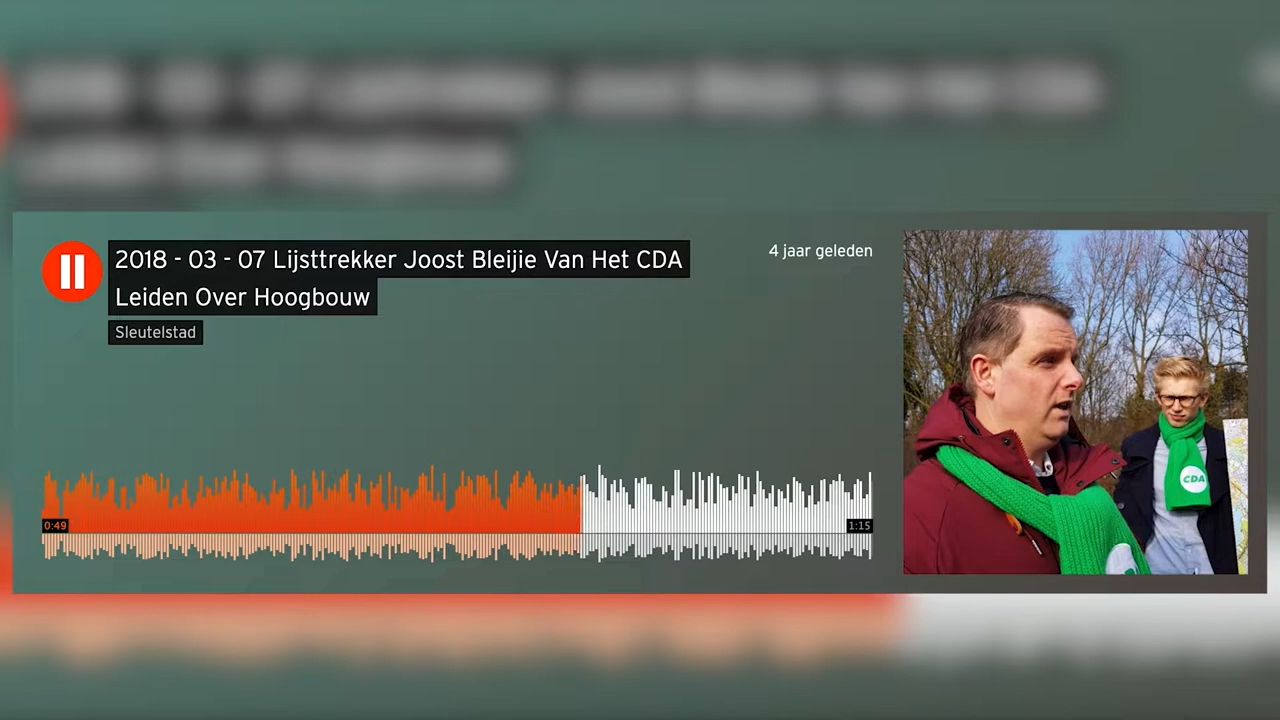 2018 - 03 - 07 Lijsttrekker Joost Bleijie Van Het CDA
Leiden Over Hoogbouw
Sleutelstad
4 jaar geleden
0:49
1:15
CDA